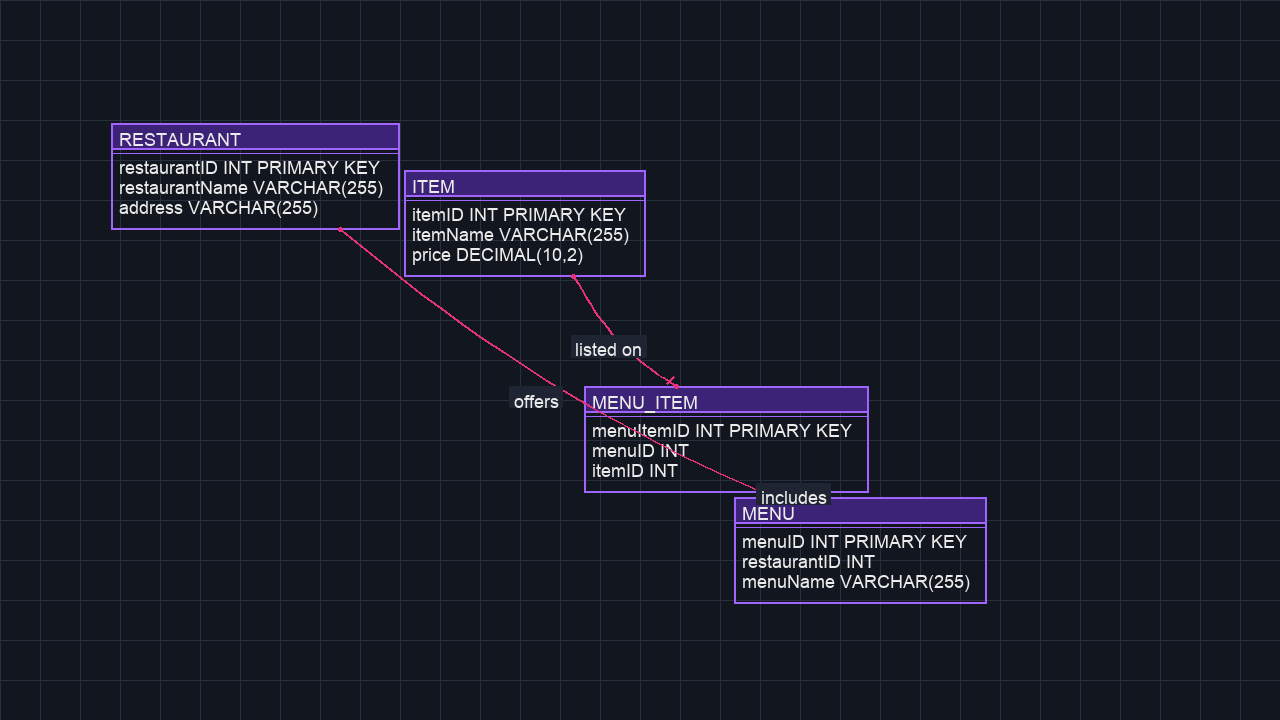 RESTAURANT
restaurantID INT PRIMARY KEY
restaurantName VARCHAR(255)
address VARCHAR(255)
ITEM
itemID INT PRIMARY KEY
itemName VARCHAR(255)
price DECIMAL(10,2)
listed on
offers
MENU_ITEM
menuItemID INT PRIMARY KEY
menuID INT
itemID INT
includes
MENU
menuID INT PRIMARY KEY
restaurantID INT
menuName VARCHAR(255)